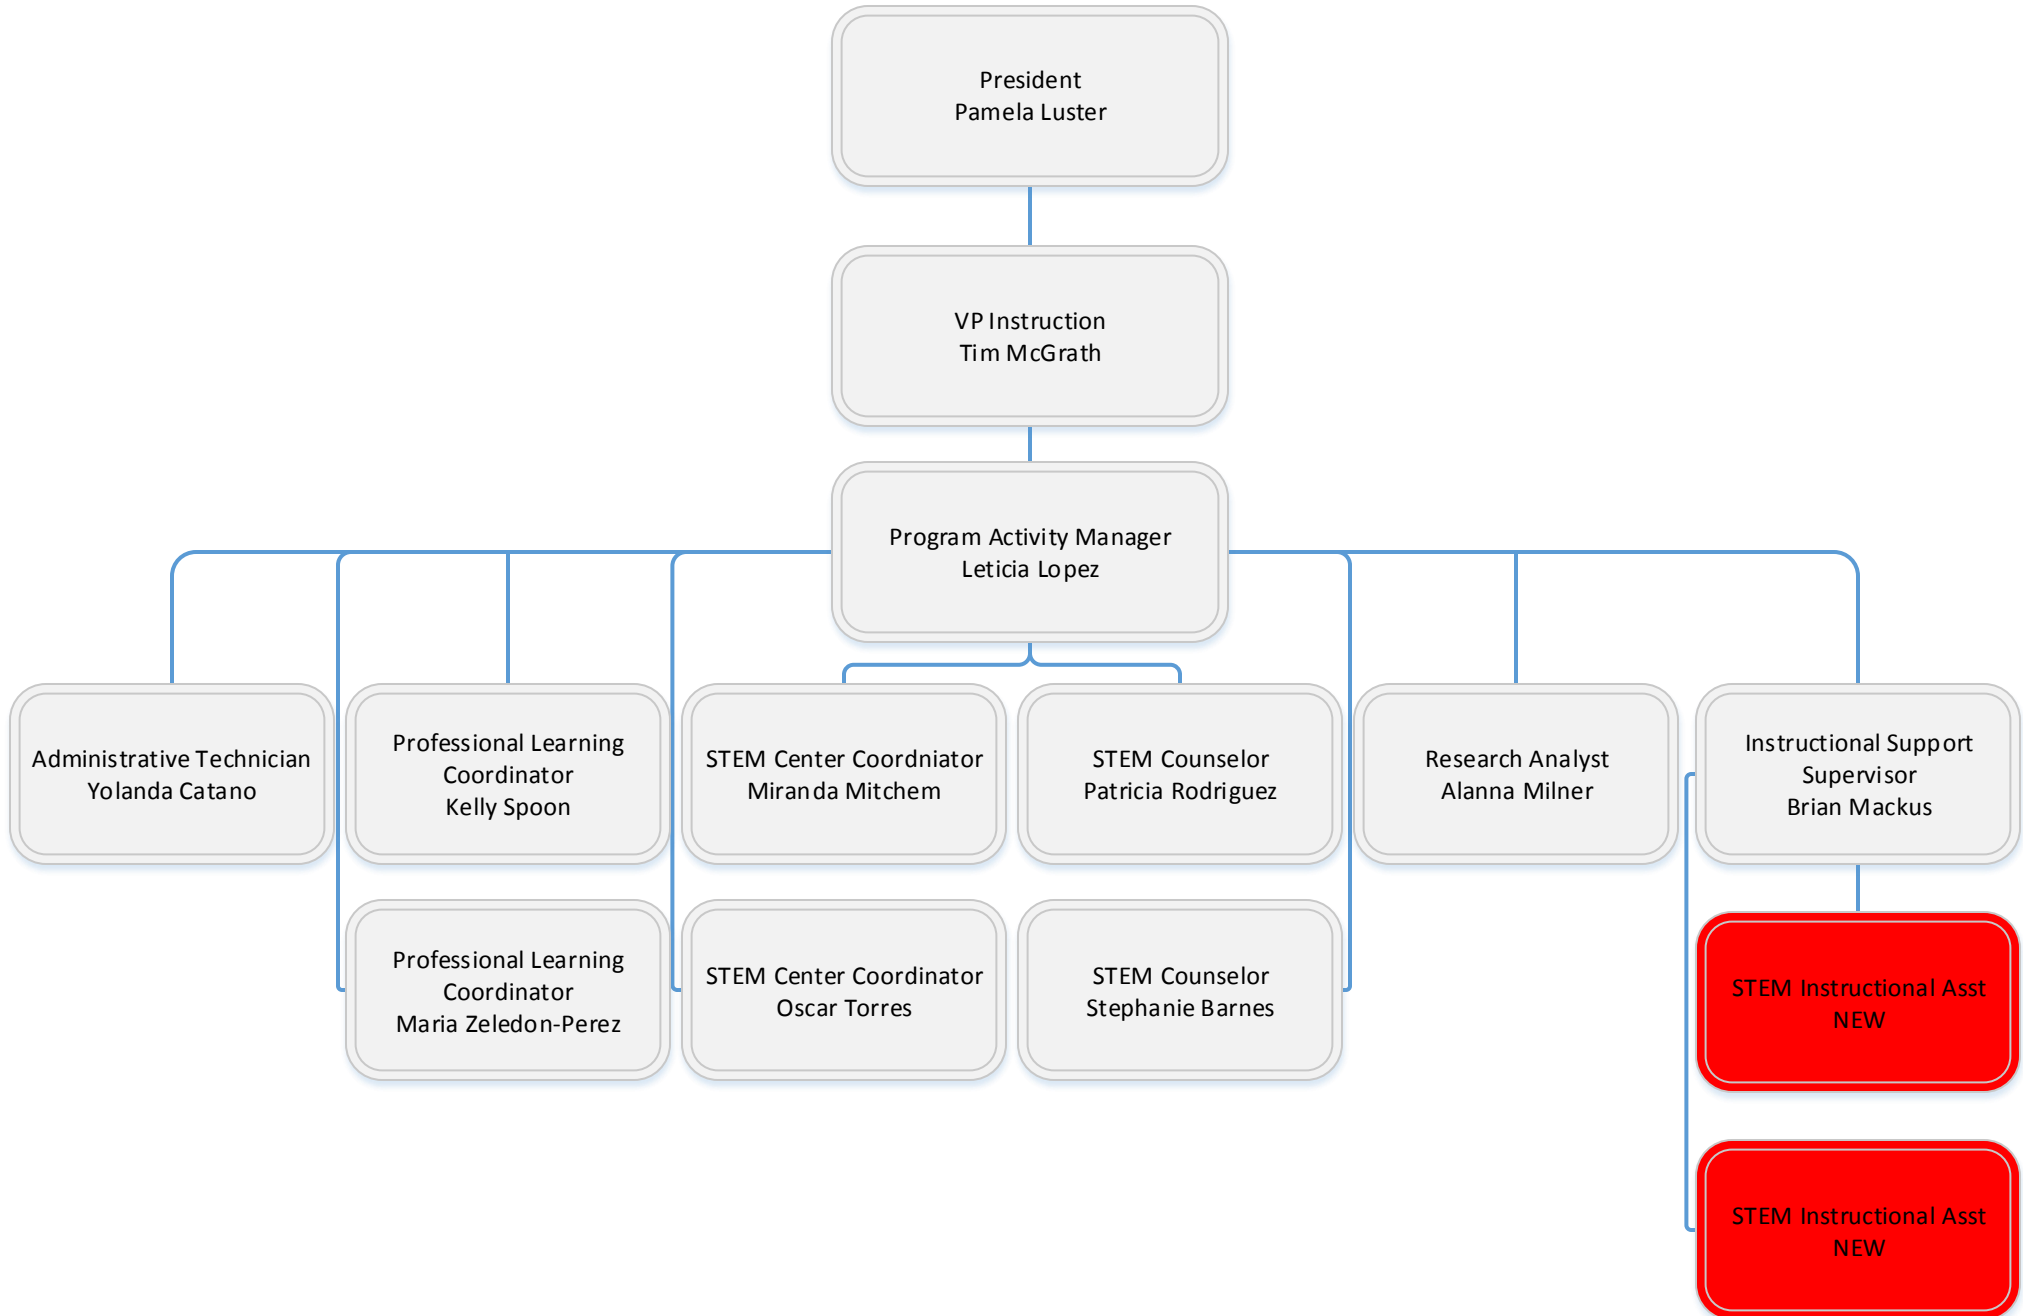 President
Pamela Luster
VP Instruction
Tim McGrath
Program Activity Manager
Leticia Lopez
Administrative Technician
Yolanda Catano
Professional Learning
Coordinator
Kelly Spoon
STEM Center Coordniator
Miranda Mitchem
STEM Counselor
Patricia Rodriguez
Research Analyst
Alanna Milner
Instructional Support
Supervisor
Brian Mackus
Professional Learning
Coordinator
Maria Zeledon-Perez
STEM Center Coordinator
Oscar Torres
STEM Counselor
Stephanie Barnes
STEM Instructional Asst
NEW
STEM Instructional Asst
NEW